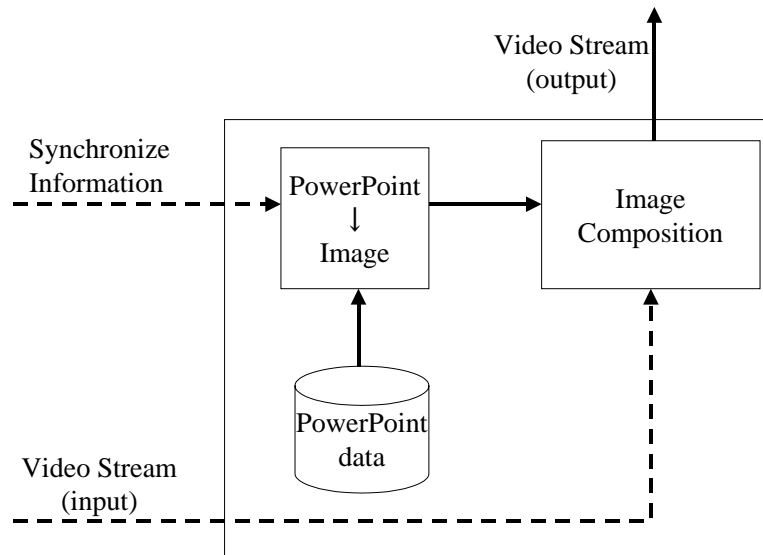 Video Stream
(output)
Synchronize
Information
PowerPoint
↓
Image
Image
Composition
PowerPoint
data
Video Stream
(input)